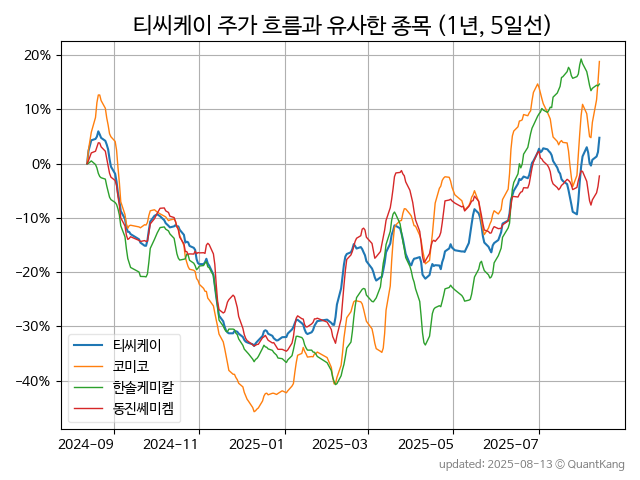 티씨케이 주가 흐름과 유사한 종목 (1년, 5일선)
20%
10%
0%
−10%
−20%
−30%
−40%
티씨케이
코미코
한솔케미칼
동진쎄미켐
2024-09 2024-11 2025-01 2025-03 2025-05 2025-07
updated: 2025-08-13 © QuantKang